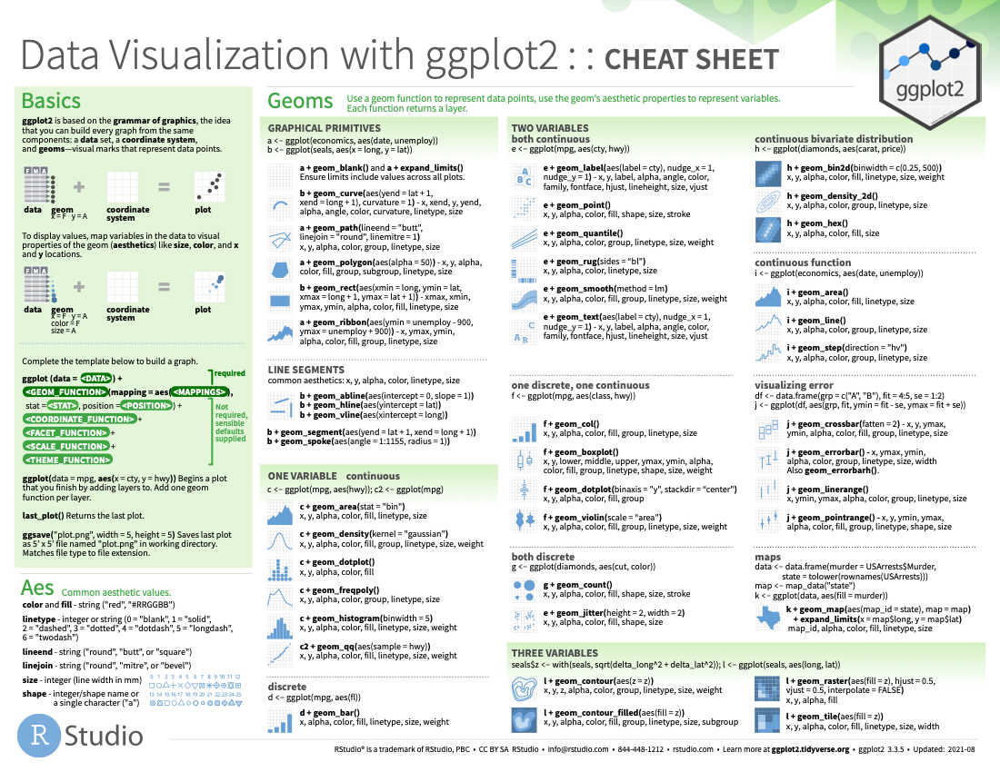 Data Visualization with ggplot2 : : CHEAT SHEET
ggplot2
Basics
ggplot2 is based on the grammar of graphics, the idea
that you can build every graph from the same
components: a data set, a coordinate system,
and geoms—visual marks that represent data points.
F M A
+
=
data
geom
x = F · y = A
coordinate
system
plot
To display values, map variables in the data to visual
properties of the geom (aesthetics) like size, color, and x
and y locations.
F M A
+
=
data
geom
x = F · y = A
color = F
size = A
coordinate
system
plot
Complete the template below to build a graph.
ggplot (data = <DATA>) +
<GEOM_FUNCTION>(mapping = aes(<MAPPINGS>),
stat = <STAT>, position = <POSITION>) +
<COORDINATE_FUNCTION> +
<FACET_FUNCTION> +
<SCALE_FUNCTION> +
<THEME_FUNCTION>
required
Not
required,
sensible
defaults
supplied
ggplot(data = mpg, aes(x = cty, y = hwy)) Begins a plot
that you finish by adding layers to. Add one geom
function per layer.
last_plot() Returns the last plot.
ggsave("plot.png", width = 5, height = 5) Saves last plot
as 5' x 5' file named "plot.png" in working directory.
Matches file type to file extension.
Aes Common aesthetic values.
color and fill - string ("red", "#RRGGBB")
linetype - integer or string (0 = "blank", 1 = "solid",
2 = "dashed", 3 = "dotted", 4 = "dotdash", 5 = "longdash",
6 = "twodash")
lineend - string ("round", "butt", or "square")
linejoin - string ("round", "mitre", or "bevel")
size - integer (line width in mm)
0 1 2 3 4 5 6 7 8 9 10 11 12
shape - integer/shape name or
a single character ("a")
13 14 15 16 17 18 19 20 21 22 23 24 25
R Studio
Geoms
Use a geom function to represent data points, use the geom's aesthetic properties to represent variables.
Each function returns a layer.
GRAPHICAL PRIMITIVES
a <- ggplot(economics, aes(date, unemploy))
b <- ggplot(seals, aes(x = long, y = lat))
a + geom_blank() and a + expand_limits()
Ensure limits include values across all plots.
b + geom_curve(aes(yend = lat + 1,
xend = long + 1), curvature = 1) - x, xend, y, yend,
alpha, angle, color, curvature, linetype, size
a + geom_path(lineend = "butt",
linejoin = "round", linemitre = 1)
x, y, alpha, color, group, linetype, size
a + geom_polygon(aes(alpha = 50)) - x, y, alpha,
color, fill, group, subgroup, linetype, size
b + geom_rect(aes(xmin = long, ymin = lat,
xmax = long + 1, ymax = lat + 1)) - xmax, xmin,
ymax, ymin, alpha, color, fill, linetype, size
a + geom_ribbon(aes(ymin = unemploy - 900,
ymax = unemploy + 900)) - x, ymax, ymin,
alpha, color, fill, group, linetype, size
LINE SEGMENTS
common aesthetics: x, y, alpha, color, linetype, size
b + geom_abline(aes(intercept = 0, slope = 1))
b + geom_hline(aes(yintercept = lat))
b + geom_vline(aes(xintercept = long))
b + geom_segment(aes(yend = lat + 1, xend = long + 1))
b + geom_spoke(aes(angle = 1:1155, radius = 1))
ONE VARIABLE continuous
c <- ggplot(mpg, aes(hwy)); c2 <- ggplot(mpg)
c + geom_area(stat = "bin")
x, y, alpha, color, fill, linetype, size
c + geom_density(kernel = "gaussian")
x, y, alpha, color, fill, group, linetype, size, weight
c + geom_dotplot()
x, y, alpha, color, fill
c + geom_freqpoly()
x, y, alpha, color, group, linetype, size
c + geom_histogram(binwidth = 5)
x, y, alpha, color, fill, linetype, size, weight
c2 + geom_qq(aes(sample = hwy))
x, y, alpha, color, fill, linetype, size, weight
discrete
d <- ggplot(mpg, aes(fl))
d + geom_bar()
x, alpha, color, fill, linetype, size, weight
TWO VARIABLES
both continuous
e <- ggplot(mpg, aes(cty, hwy))
e + geom_label(aes(label = cty), nudge_x = 1,
nudge_y = 1) - x, y, label, alpha, angle, color,
family, fontface, hjust, lineheight, size, vjust
e + geom_point()
x, y, alpha, color, fill, shape, size, stroke
e + geom_quantile()
x, y, alpha, color, group, linetype, size, weight
e + geom_rug(sides = "bl")
x, y, alpha, color, linetype, size
e + geom_smooth(method = lm)
x, y, alpha, color, fill, group, linetype, size, weight
e + geom_text(aes(label = cty), nudge_x = 1,
nudge_y = 1) - x, y, label, alpha, angle, color,
family, fontface, hjust, lineheight, size, vjust
one discrete, one continuous
f <- ggplot(mpg, aes(class, hwy))
f + geom_col()
x, y, alpha, color, fill, group, linetype, size
f + geom_boxplot()
x, y, lower, middle, upper, ymax, ymin, alpha,
color, fill, group, linetype, shape, size, weight
f + geom_dotplot(binaxis = "y", stackdir = "center")
x, y, alpha, color, fill, group
f + geom_violin(scale = "area")
x, y, alpha, color, fill, group, linetype, size, weight
both discrete
g <- ggplot(diamonds, aes(cut, color))
g + geom_count()
x, y, alpha, color, fill, shape, size, stroke
e + geom_jitter(height = 2, width = 2)
x, y, alpha, color, fill, shape, size
continuous bivariate distribution
h <- ggplot(diamonds, aes(carat, price))
h + geom_bin2d(binwidth = c(0.25, 500))
x, y, alpha, color, fill, linetype, size, weight
h + geom_density_2d()
x, y, alpha, color, group, linetype, size
h + geom_hex()
x, y, alpha, color, fill, size
continuous function
i <- ggplot(economics, aes(date, unemploy))
i + geom_area()
x, y, alpha, color, fill, linetype, size
i + geom_line()
x, y, alpha, color, group, linetype, size
i + geom_step(direction = "hv")
x, y, alpha, color, group, linetype, size
visualizing error
df <- data.frame(grp = c("A", "B"), fit = 4:5, se = 1:2)
j <- ggplot(df, aes(grp, fit, ymin = fit - se, ymax = fit + se))
j + geom_crossbar(fatten = 2) - x, y, ymax,
ymin, alpha, color, fill, group, linetype, size
j + geom_errorbar() - x, ymax, ymin,
alpha, color, group, linetype, size, width
Also geom_errorbarh().
j + geom_linerange()
x, ymin, ymax, alpha, color, group, linetype, size
j + geom_pointrange() - x, y, ymin, ymax,
alpha, color, fill, group, linetype, shape, size
maps
data <- data.frame(murder = USArrests$Murder,
state = tolower(rownames(USArrests)))
map <- map_data("state")
k <- ggplot(data, aes(fill = murder))
k + geom_map(aes(map_id = state), map = map)
+ expand_limits(x = map$long, y = map$lat)
map_id, alpha, color, fill, linetype, size
THREE VARIABLES
seals$z <- with(seals, sqrt(delta_long^2 + delta_lat^2)); l <- ggplot(seals, aes(long, lat))
l + geom_contour(aes(z = z))
x, y, z, alpha, color, group, linetype, size, weight
l + geom_contour_filled(aes(fill = z))
x, y, alpha, color, fill, group, linetype, size, subgroup
l + geom_raster(aes(fill = z), hjust = 0.5,
vjust = 0.5, interpolate = FALSE)
x, y, alpha, fill
l + geom_tile(aes(fill = z))
x, y, alpha, color, fill, linetype, size, width
RStudio® is a trademark of RStudio, PBC • CC BY SA RStudio • info@rstudio.com • 844-448-1212 • rstudio.com • Learn more at ggplot2.tidyverse.org • ggplot2 3.3.5 • Updated: 2021-08